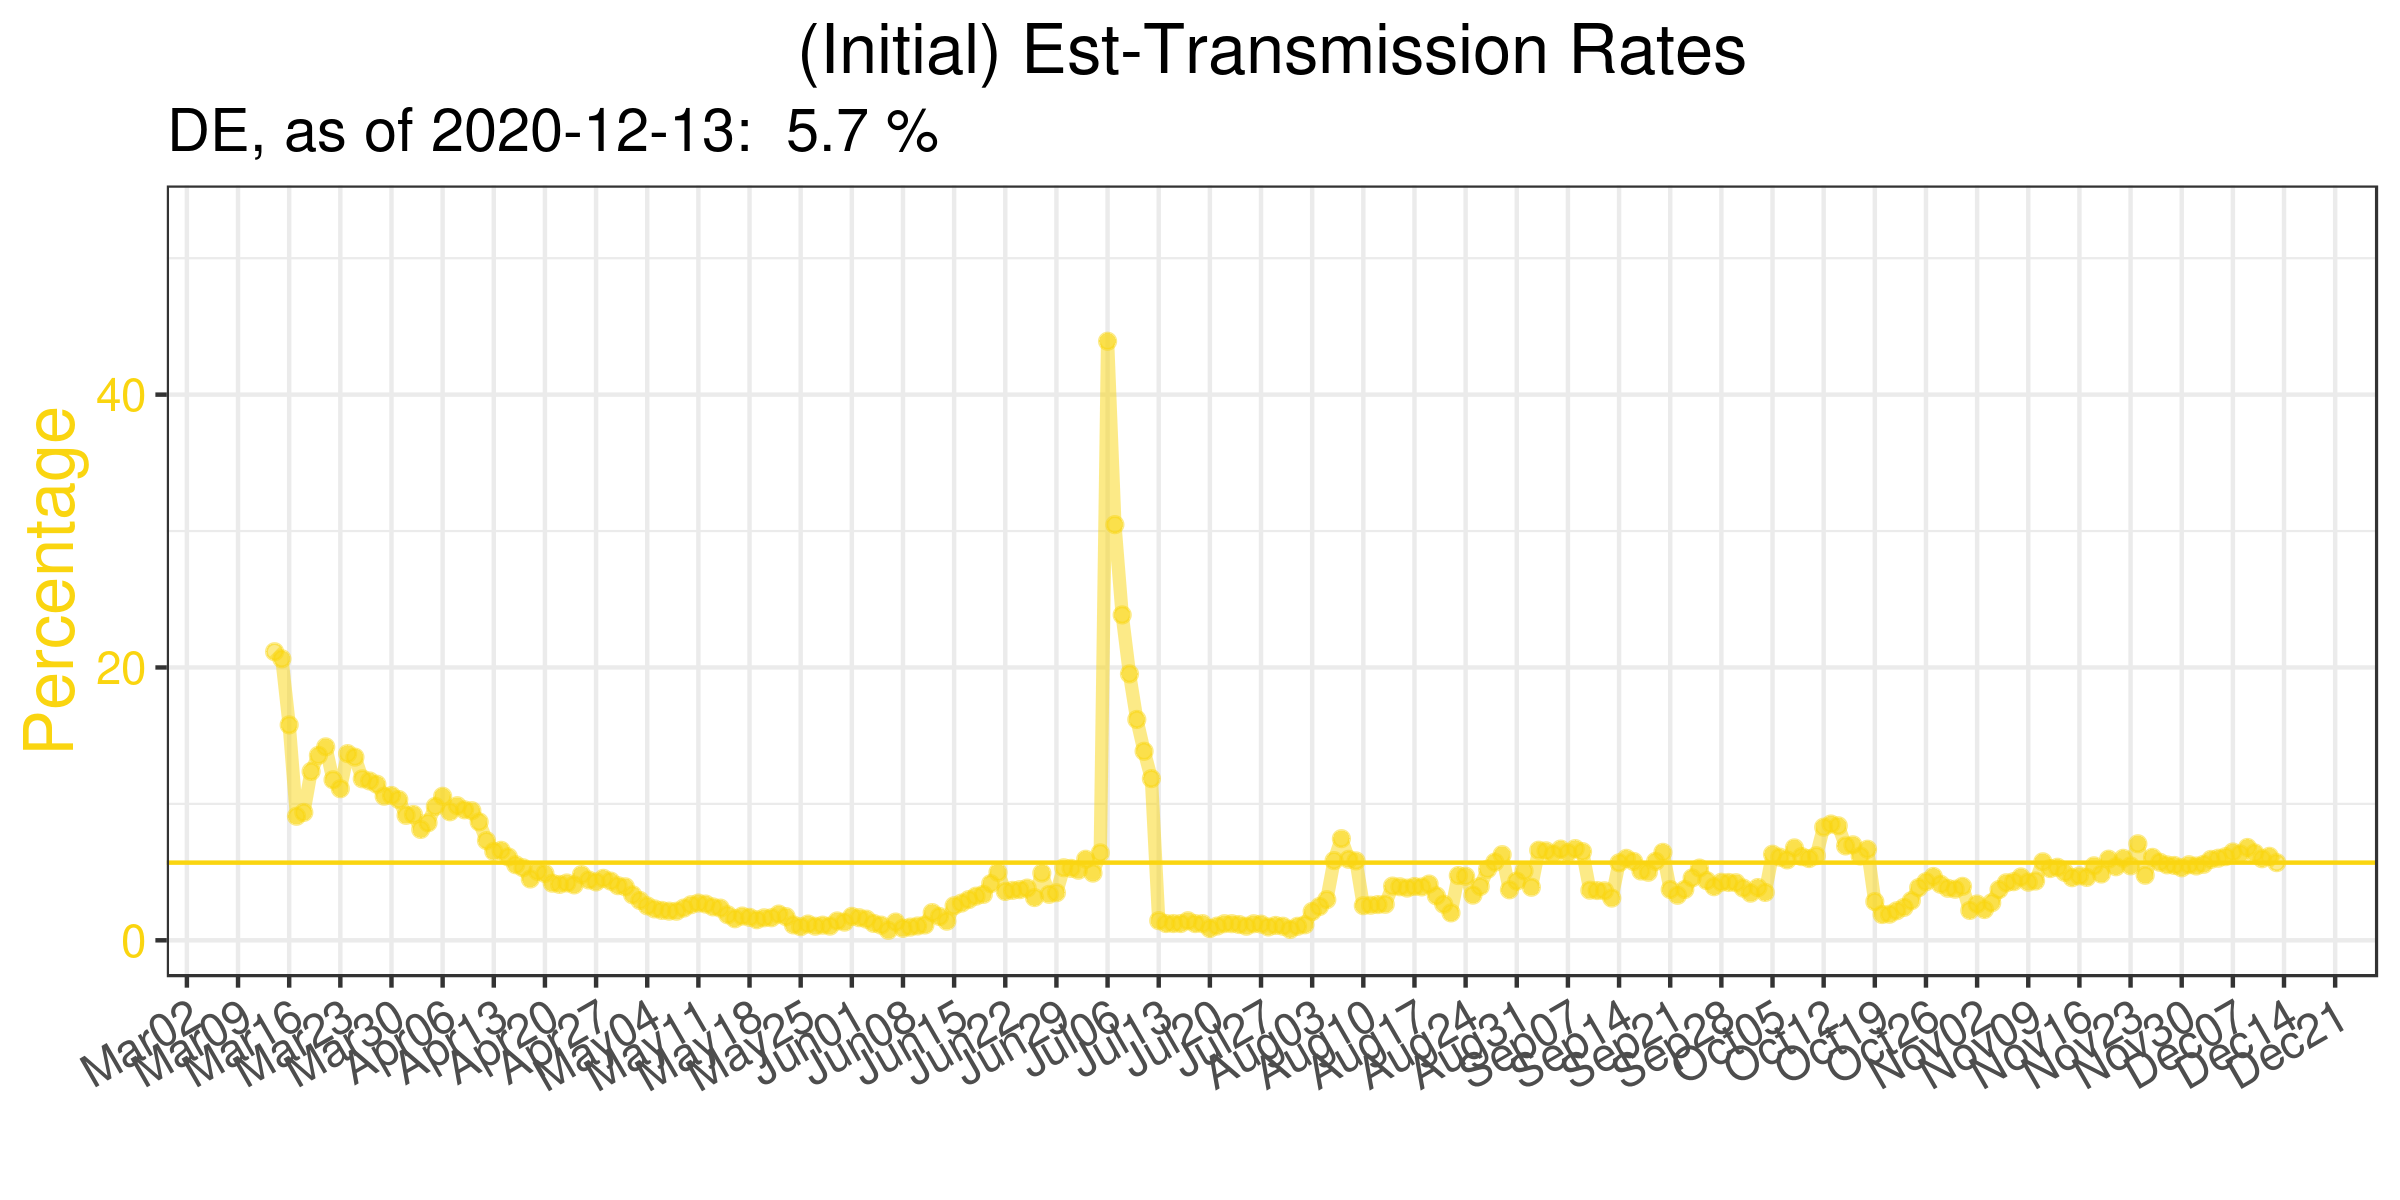 (Initial) Est-Transmission Rates
DE, as of 2020-12-13:  5.7 %
Percentage
40
20
0
Mar02
Mar09
Mar16
Mar23
Mar30
Apr06
Apr13
Apr20
Apr27
May04
May11
May18
May25
Jun01
Jun08
Jun15
Jun22
Jun29
Jul06
Jul13
Jul20
Jul27
Aug03
Aug10
Aug17
Aug24
Aug31
Sep07
Sep14
Sep21
Sep28
Oct05
Oct12
Oct19
Oct26
Nov02
Nov09
Nov16
Nov23
Nov30
Dec07
Dec14
Dec21